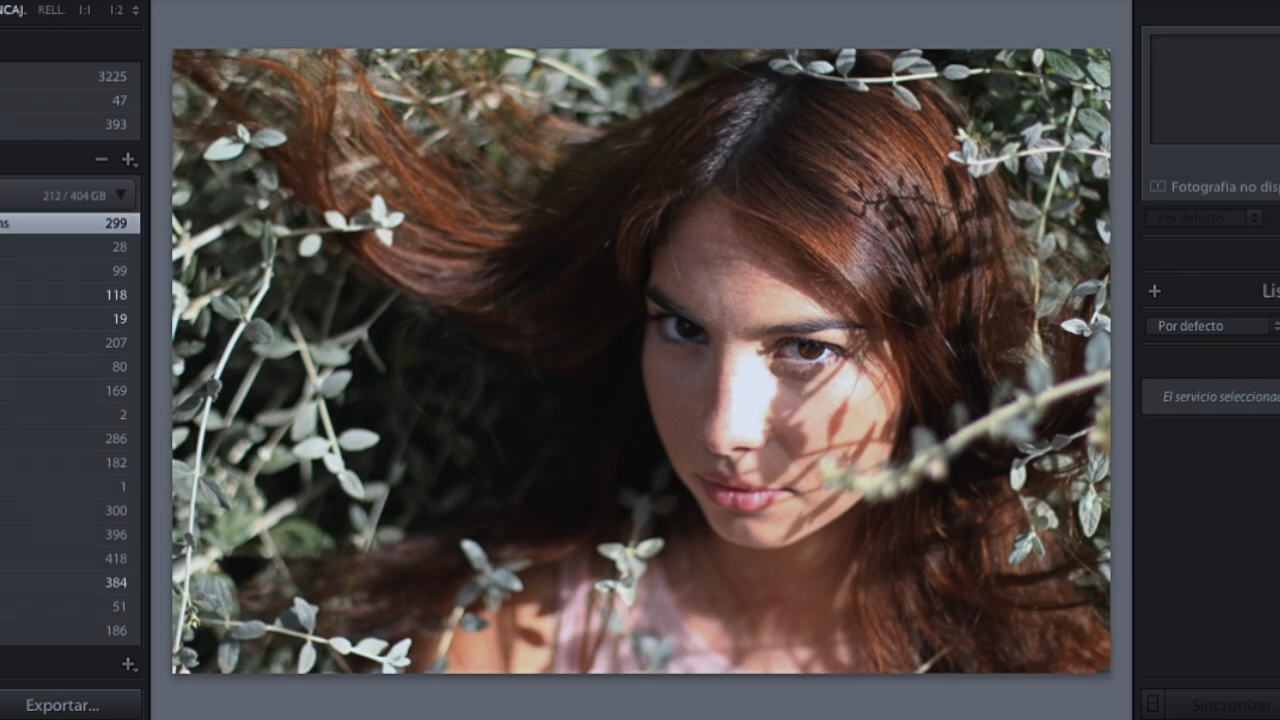 NCAJ. RELL. 1:1 1:2
3225
47
393
212 / 404 GB
ns 299
28
99
118
19
207
80
169
2
286
182
1
300
396
418
384
51
186
Exportar...
Fotografía no dis
Por defecto
Lis
Por defecto
El servicio selecciona
Sincronizar